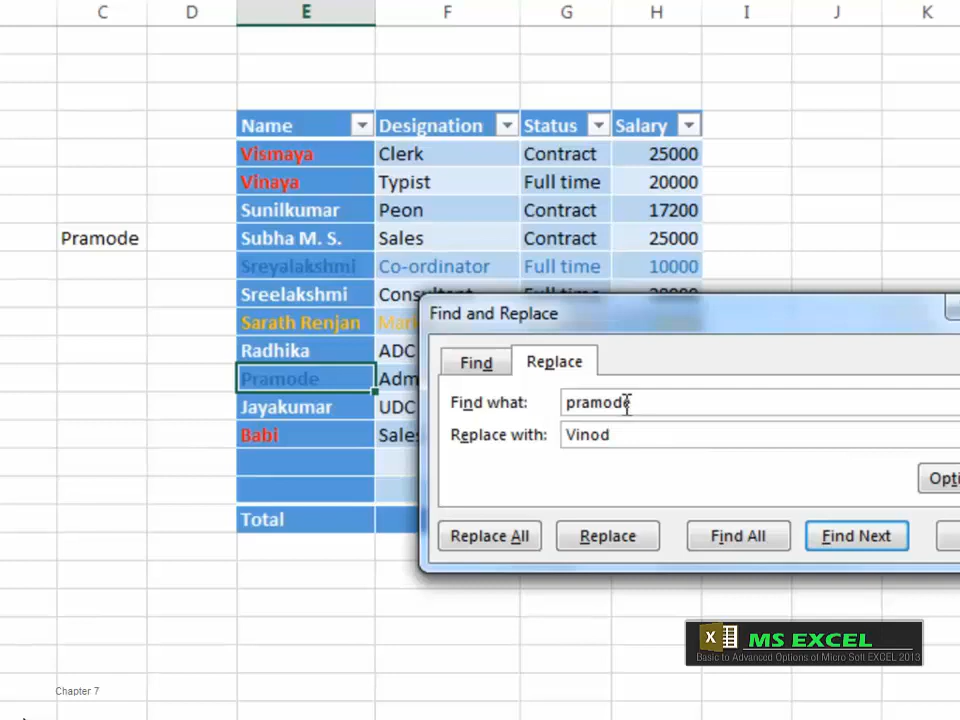 C D E F G H I J K
Name Designation Status Salary
Vismaya Clerk Contract 25000
Vinaya Typist Full time 20000
Sunilkumar Peon Contract 17200
Pramode Subha M. S. Sales Contract 25000
Sreyalakshmi Co-ordinator Full time 10000
Sreelakshmi
Sarath Renjan
Radhika ADC
Pramode Adm
Jayakumar UDC
Babi Sales
Total
Find and Replace
Find Replace
Find what: pramode
Replace with: Vinod
Opti
Replace All Replace Find All Find Next
X MS EXCEL
Basic to Advanced Options of Micro Soft EXCEL 2013
Chapter 7